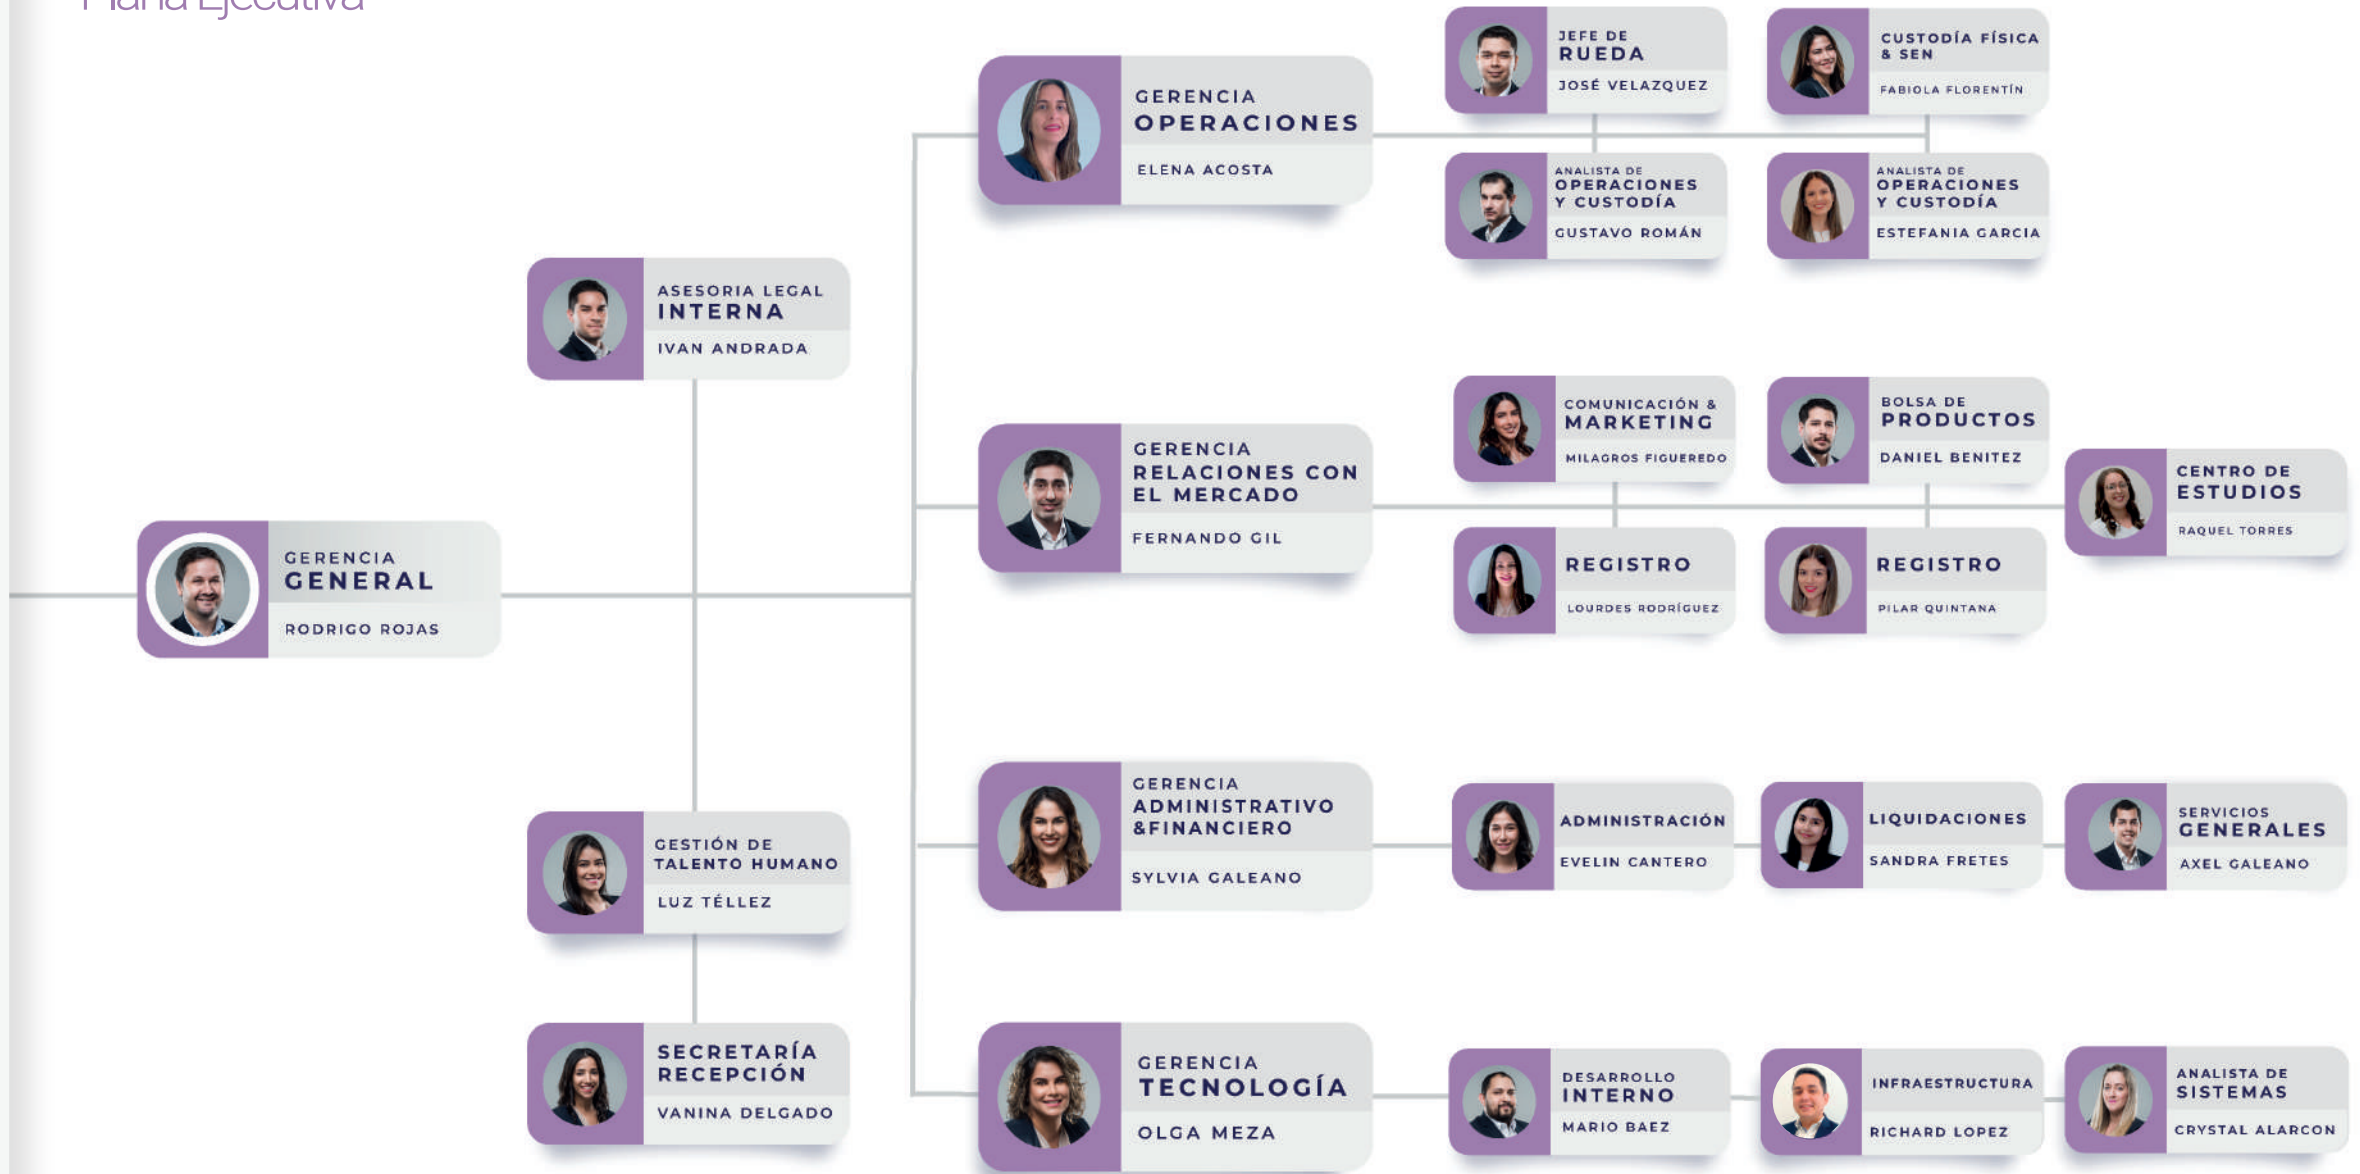 Plana Ejecutiva
GERENCIA
GENERAL
RODRIGO ROJAS
ASESORIA LEGAL
INTERNA
IVAN ANDRADA
GESTIÓN DE
TALENTO HUMANO
LUZ TÉLLEZ
SECRETARÍA
RECEPCIÓN
VANINA DELGADO
GERENCIA
OPERACIONES
ELENA ACOSTA
JEFE DE
RUEDA
JOSÉ VELAZQUEZ
CUSTODÍA FÍSICA
& SEN
FABIOLA FLORENTÍN
ANALISTA DE
OPERACIONES
Y CUSTODÍA
GUSTAVO ROMÁN
ANALISTA DE
OPERACIONES
Y CUSTODÍA
ESTEFANIA GARCIA
GERENCIA
RELACIONES CON
EL MERCADO
FERNANDO GIL
COMUNICACIÓN &
MARKETING
MILAGROS FIGUEREDO
BOLSA DE
PRODUCTOS
DANIEL BENITEZ
REGISTRO
LOURDES RODRÍGUEZ
REGISTRO
PILAR QUINTANA
CENTRO DE
ESTUDIOS
RAQUEL TORRES
GERENCIA
ADMINISTRATIVO
&FINANCIERO
SYLVIA GALEANO
ADMINISTRACIÓN
EVELIN CANTERO
LIQUIDACIONES
SANDRA FRETES
SERVICIOS
GENERALES
AXEL GALEANO
GERENCIA
TECNOLOGÍA
OLGA MEZA
DESARROLLO
INTERNO
MARIO BAEZ
INFRAESTRUCTURA
RICHARD LOPEZ
ANALISTA DE
SISTEMAS
CRYSTAL ALARCON